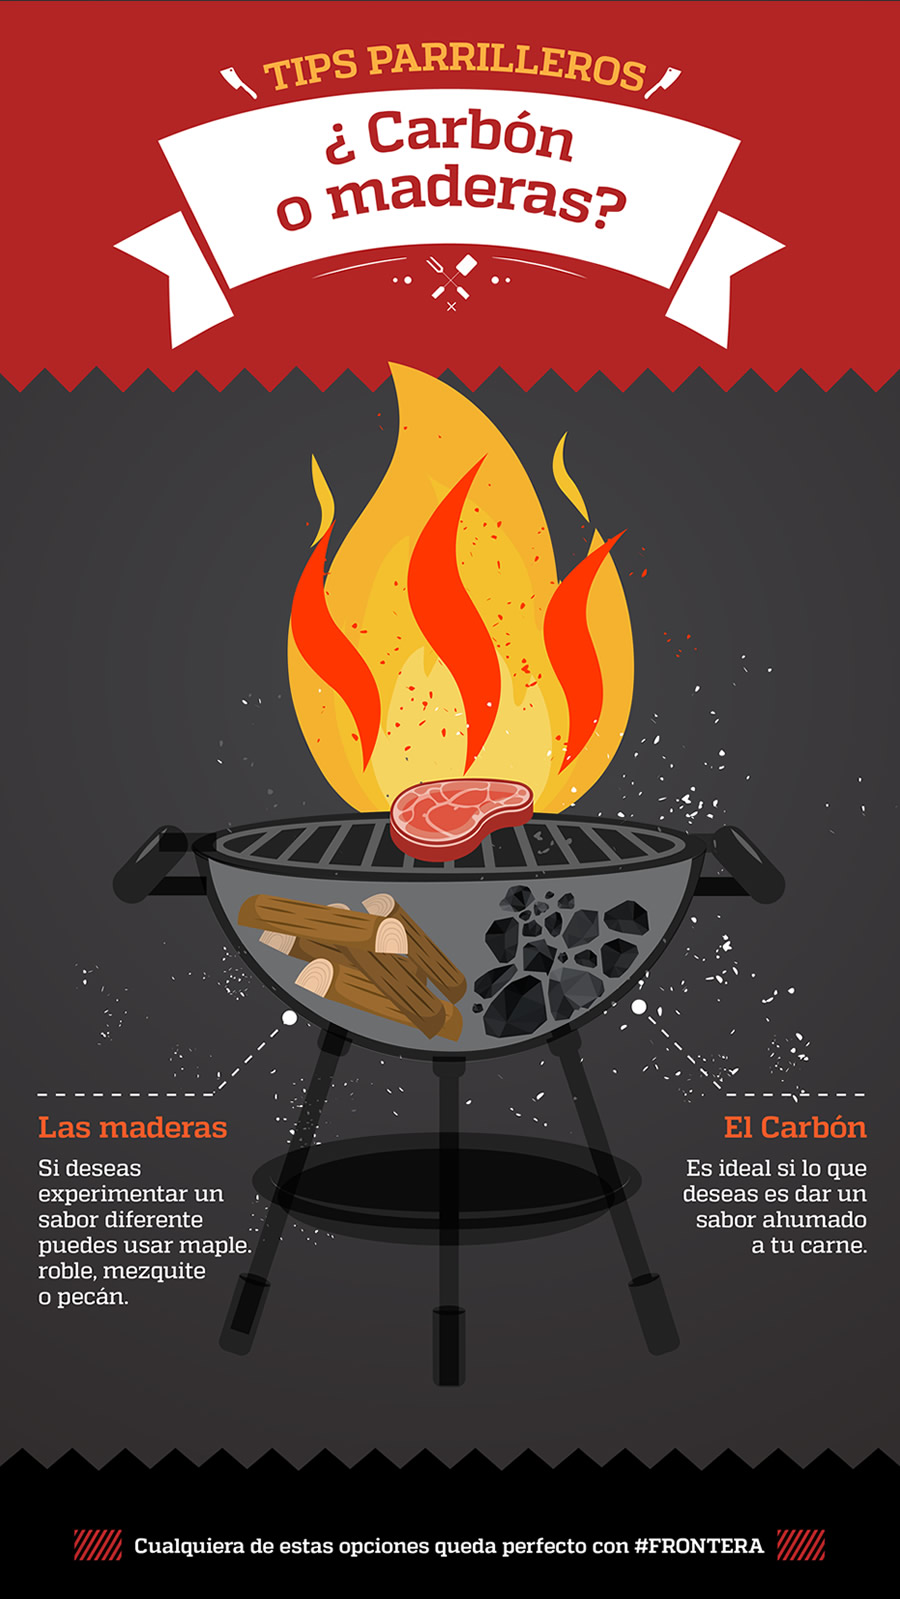 TIPS PARRILLEROS
¿ Carbón
o maderas?
Las maderas
Si deseas
experimentar un
sabor diferente
puedes usar maple.
roble, mezquite
o pecán.
El Carbón
Es ideal si lo que
deseas es dar un
sabor ahumado
a tu carne.
Cualquiera de estas opciones queda perfecto con #FRONTERA